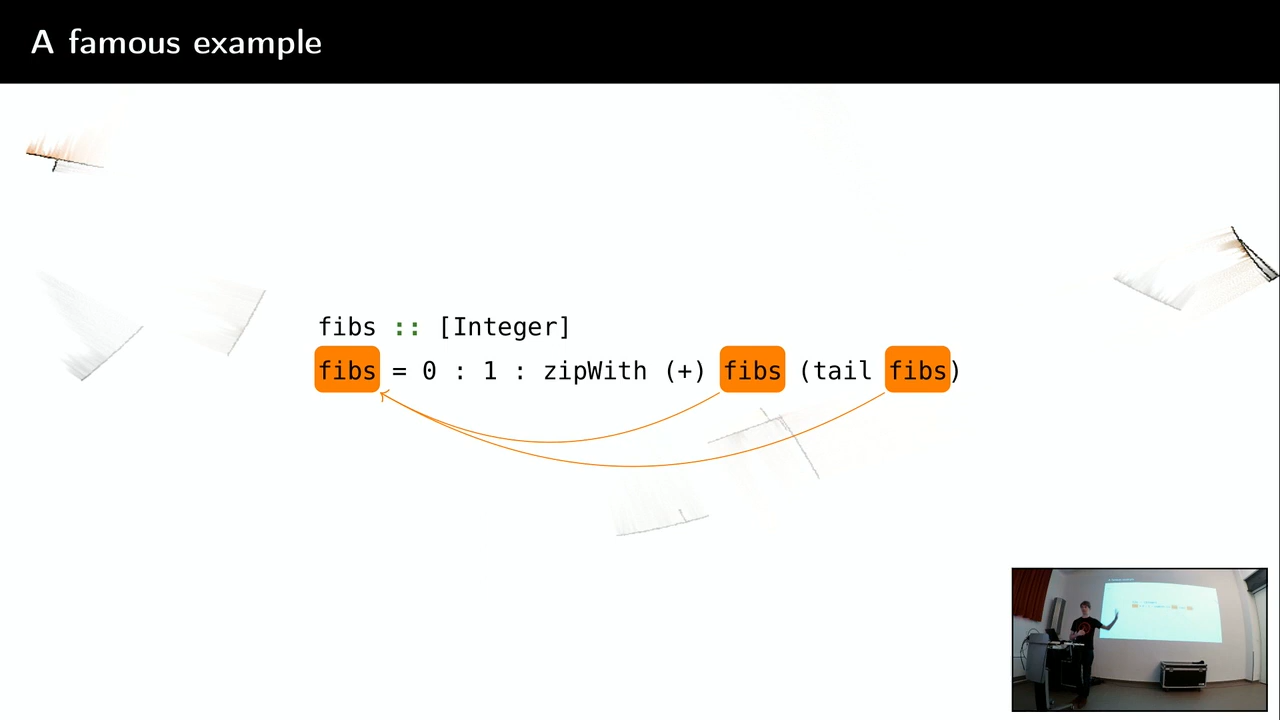 A famous example
fibs :: [Integer]
fibs = 0 : 1 : zipWith (+) fibs (tail fibs)